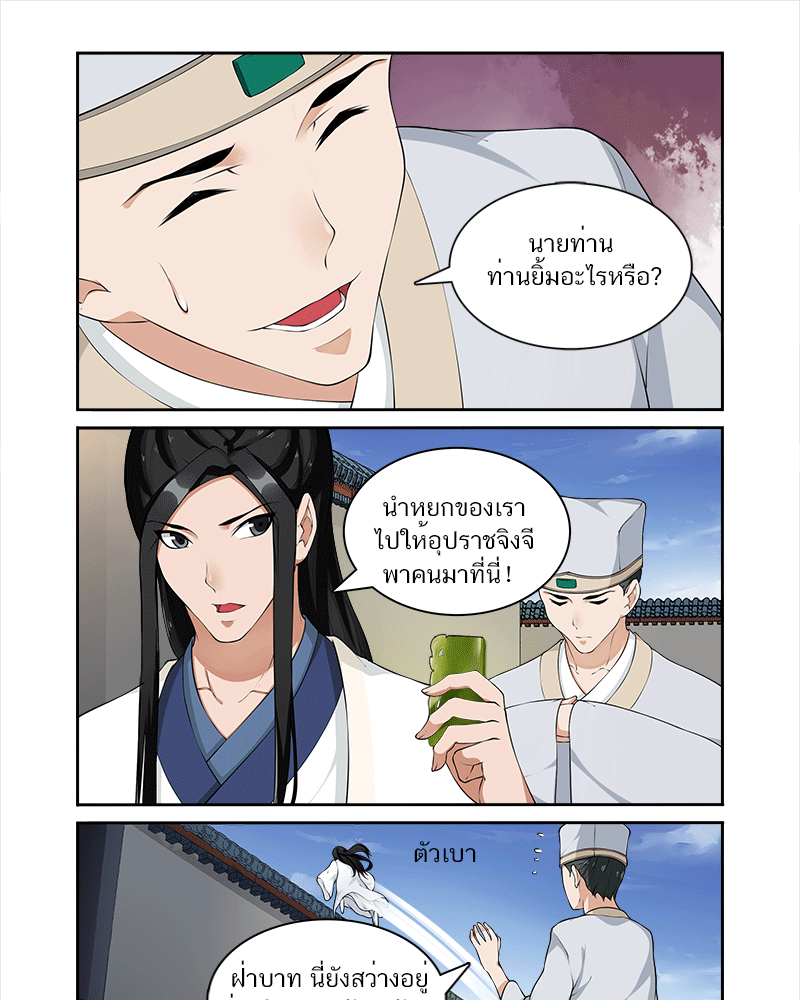 นายท่าน
ท่านยิ้มอะไรหรือ?
นำหยกของเรา
ไปให้อุปราชจิงจี
พาคนมาที่นี่!
ตัวเบา
ฝ่าบาท นี่ยังสว่างอยู่